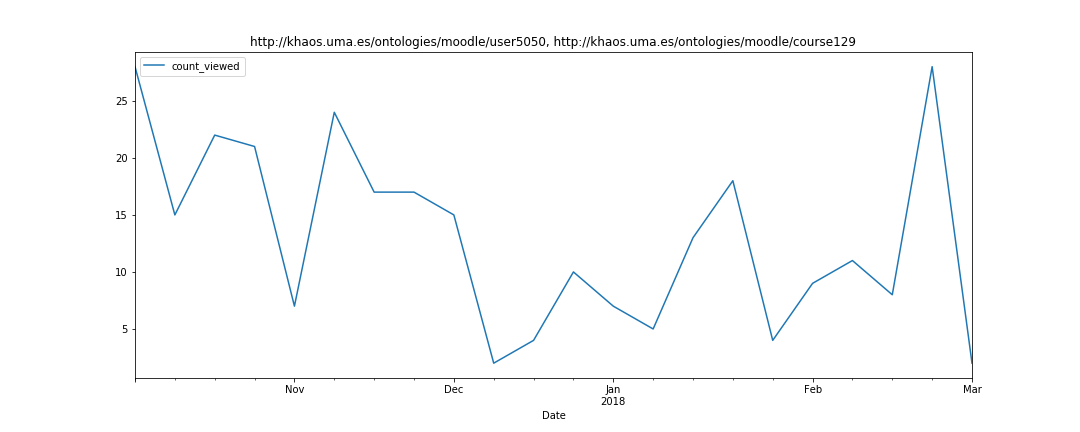 http://khaos.uma.es/ontologies/moodle/user5050, http://khaos.uma.es/ontologies/moodle/course129
count_viewed
25
20
15
10
5
Nov Dec Jan Feb Mar
2018
Date